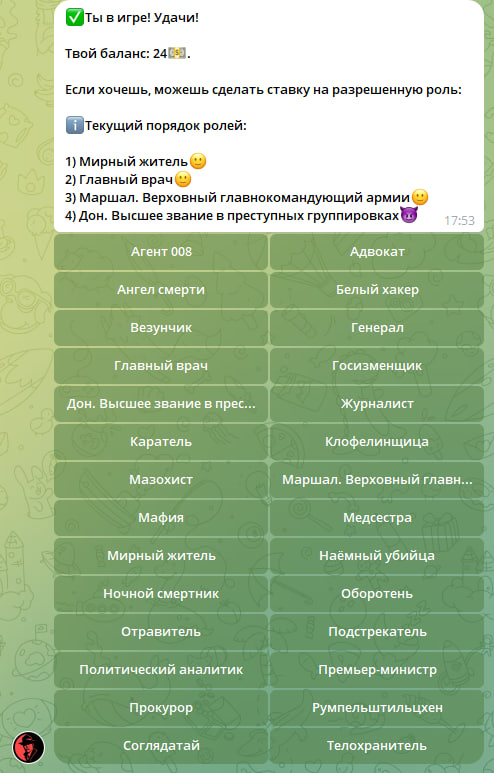 ✅Ты в игре! Удачи!
Твой баланс: 24💵.
Если хочешь, можешь сделать ставку на разрешенную роль:
ℹ️Текущий порядок ролей:
1) Мирный житель🙂
2) Главный врач🙂
3) Маршал. Верховный главнокомандующий армии🙂
4) Дон. Высшее звание в преступных группировках😈
17:53
Агент 008
Адвокат
Ангел смерти
Белый хакер
Везунчик
Генерал
Главный врач
Госизменщик
Дон. Высшее звание в прес...
Журналист
Каратель
Клофелинщица
Мазохист
Маршал. Верховный главн...
Мафия
Медсестра
Мирный житель
Наёмный убийца
Ночной смертник
Оборотень
Отравитель
Подстрекатель
Политический аналитик
Премьер-министр
Прокурор
Румпельштильцхен
Соглядатай
Телохранитель